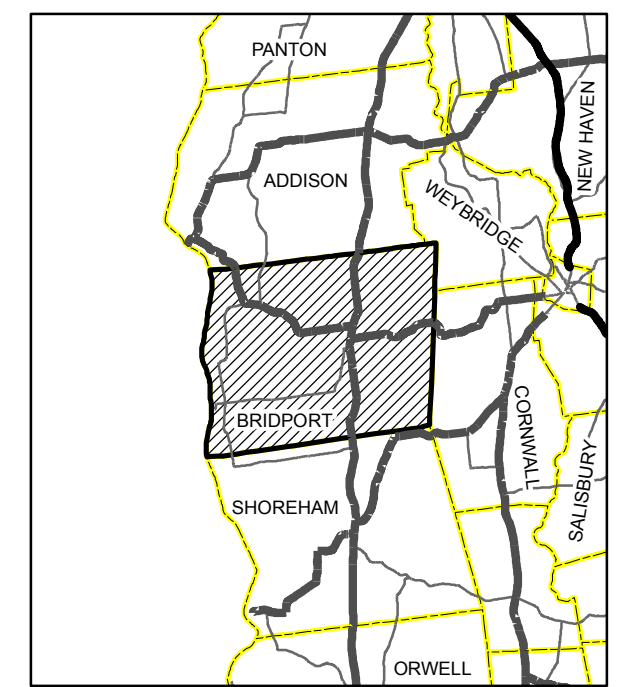 PANTON
NEW HAVEN
ADDISON
WEYBRIDGE
BRIDPORT
CORNWALL
SALISBURY
SHOREHAM
ORWELL